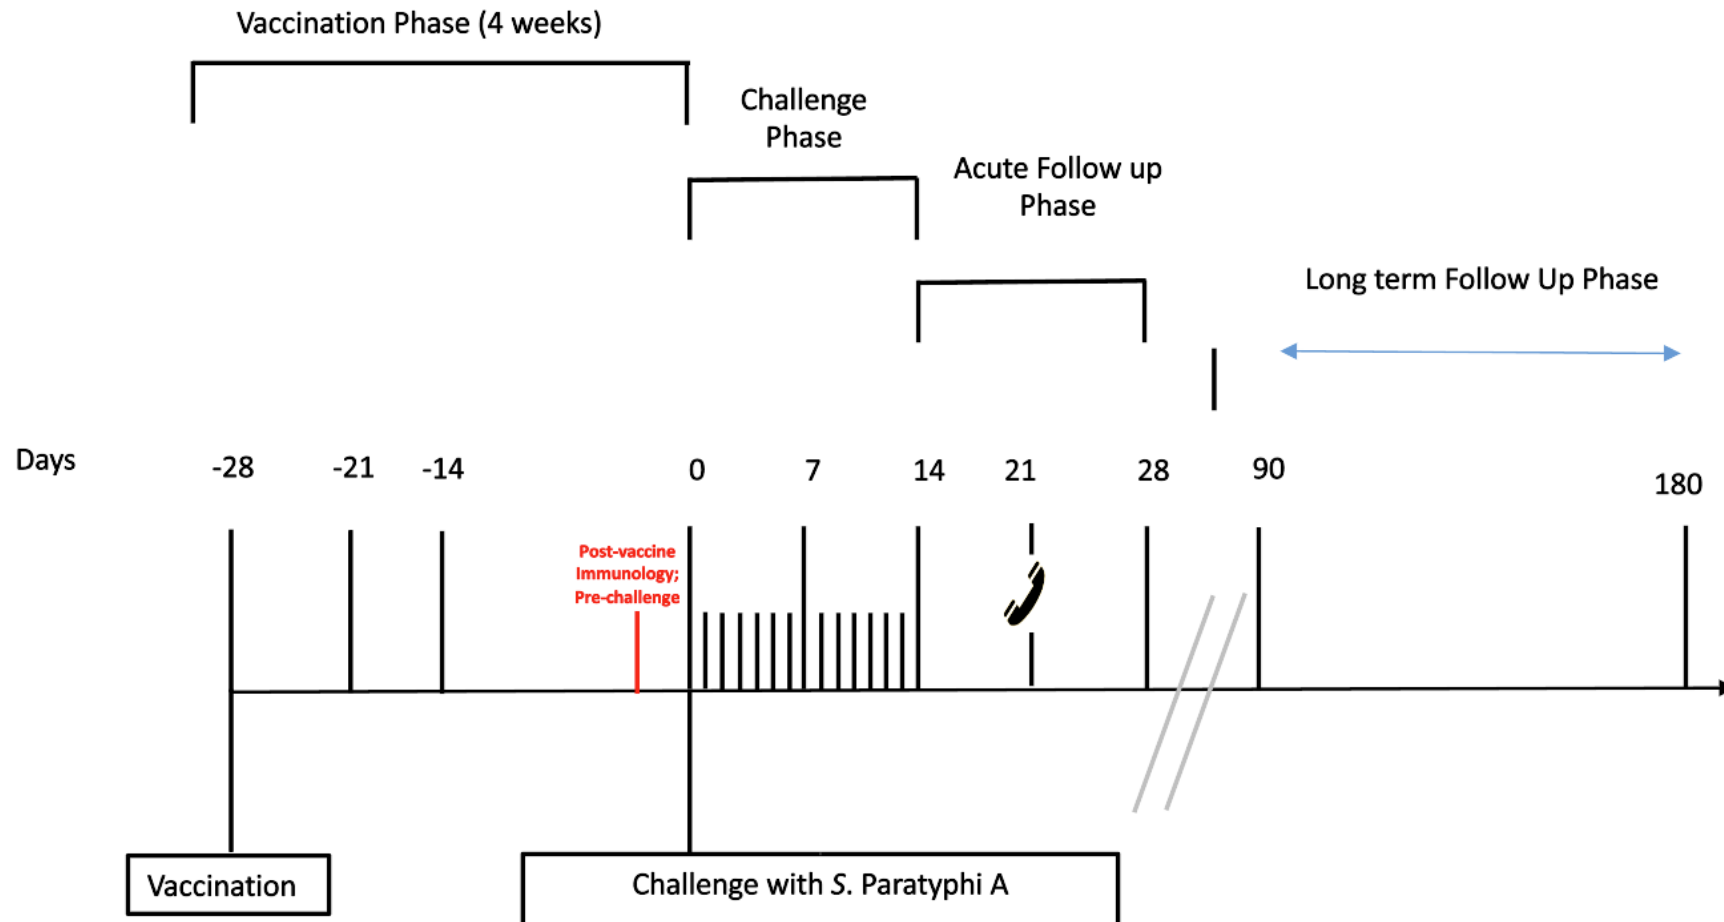 Vaccination Phase (4 weeks)
Challenge
Phase
Acute Follow up
Phase
Long term Follow Up Phase
Days
-28
-21
-14
0
7
14
21
28
90
180
Post-vaccine
Immunology;
Pre-challenge
Vaccination
Challenge with S. Paratyphi A